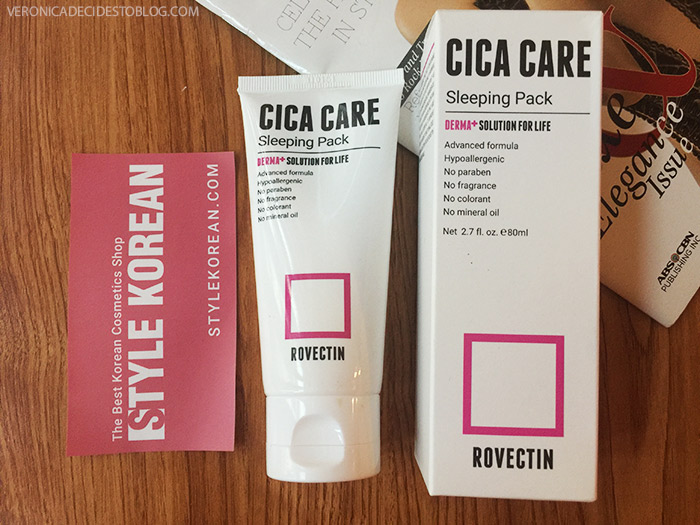 VERONICADECIDESTOBLOG.COM
The Best Korean Cosmetics Shop
STYLE KOREAN
STYLEKOREAN.COM
CICA CARE
Sleeping Pack
DERMA+ SOLUTION FOR LIFE
Advanced formula
Hypoallergenic
No paraben
No fragrance
No colorant
No mineral oil
ROVECTIN
CICA CARE
Sleeping Pack
DERMA+ SOLUTION FOR LIFE
Advanced formula
Hypoallergenic
No paraben
No fragrance
No colorant
No mineral oil
Net 2.7 fl. oz. ℮80ml
ROVECTIN
THE
IN S
Elegance
Issue
ABS CBN
PUBLISHING INC